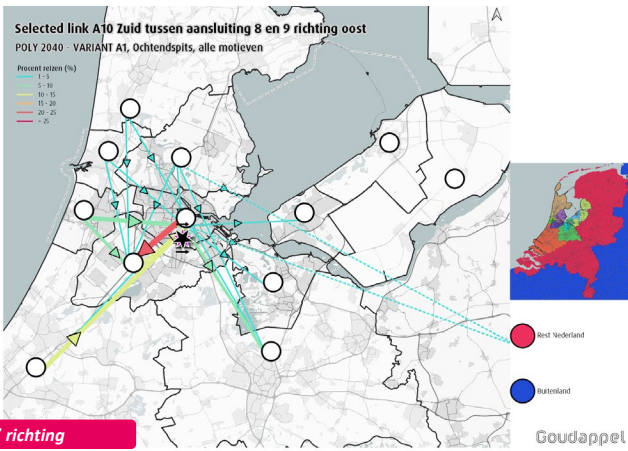 Selected link A10 Zuid tussen aansluiting 8 en 9 richting oost
POLY 2040 - VARIANT A1, Ochtendspits, alle motieven
Procent reizen (%)
1 - 5
5 - 10
10 - 15
15 - 20
20 - 25
> 25
Rest Nederland
Buitenland
richting
Goudappel